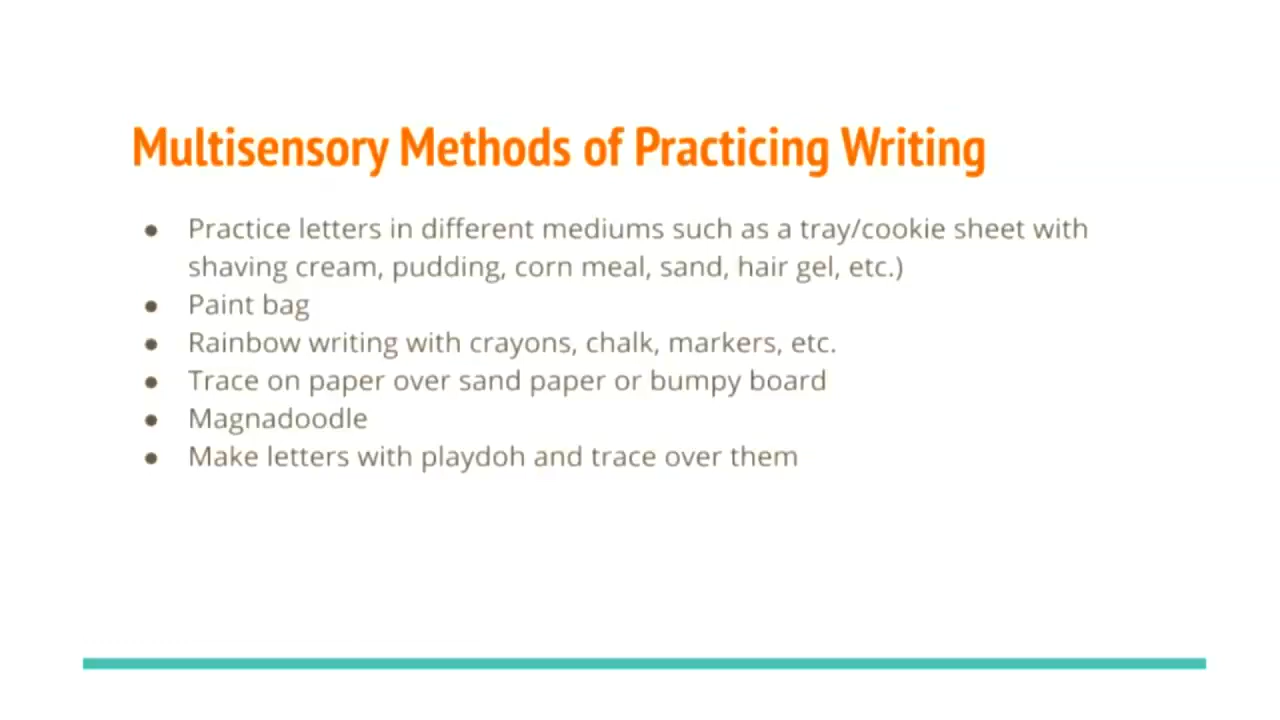 Multisensory Methods of Practicing Writing
● Practice letters in different mediums such as a tray/cookie sheet with
shaving cream, pudding, corn meal, sand, hair gel, etc.)
● Paint bag
● Rainbow writing with crayons, chalk, markers, etc.
● Trace on paper over sand paper or bumpy board
● Magnadoodle
● Make letters with playdoh and trace over them